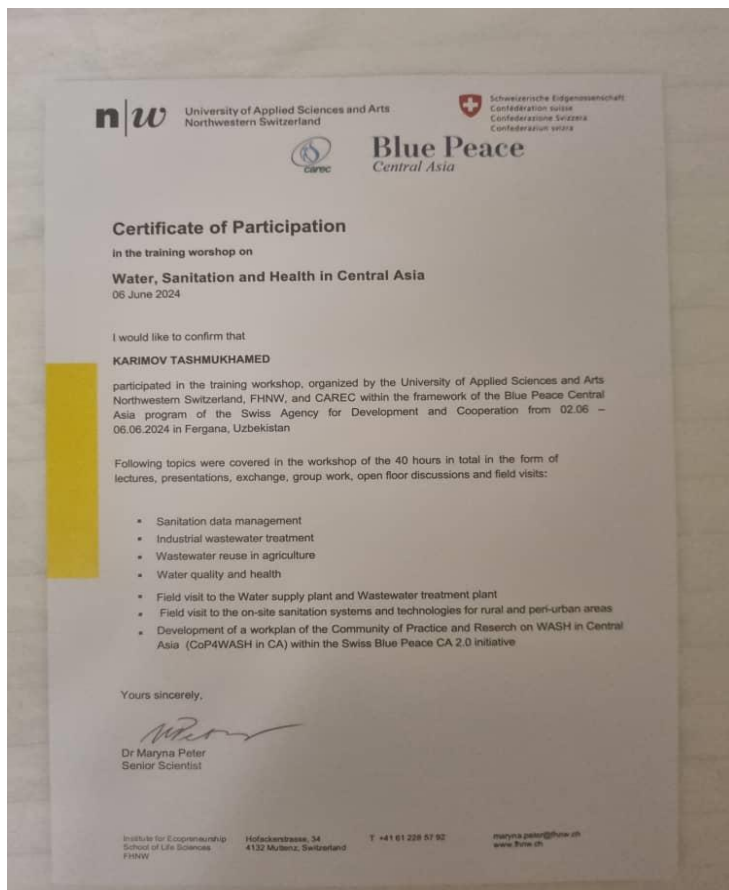 n|w University of Applied Sciences and Arts
Northwestern Switzerland
Schweizerische Eidgenossenschaft
Confédération suisse
Confederazione Svizzera
Confederaziun svizra
carec
Blue Peace
Central Asia
Certificate of Participation
in the training worshop on
Water, Sanitation and Health in Central Asia
06 June 2024
I would like to confirm that
KARIMOV TASHMUKHAMED
participated in the training workshop, organized by the University of Applied Sciences and Arts
Northwestern Switzerland, FHNW, and CAREC within the framework of the Blue Peace Central
Asia program of the Swiss Agency for Development and Cooperation from 02.06 –
06.06.2024 in Fergana, Uzbekistan
Following topics were covered in the workshop of the 40 hours in total in the form of
lectures, presentations, exchange, group work, open floor discussions and field visits:
• Sanitation data management
• Industrial wastewater treatment
• Wastewater reuse in agriculture
• Water quality and health
• Field visit to the Water supply plant and Wastewater treatment plant
• Field visit to the on-site sanitation systems and technologies for rural and peri-urban areas
• Development of a workplan of the Community of Practice and Reserch on WASH in Central
Asia (CoP4WASH in CA) within the Swiss Blue Peace CA 2.0 initiative
Yours sincerely,
Dr Maryna Peter
Senior Scientist
Institute for Ecopreneurship
School of Life Sciences
FHNW
Hofackerstrasse, 34
4132 Muttenz, Switzerland
T +41 61 228 57 92
maryna.peter@fhnw.ch
www.fhnw.ch